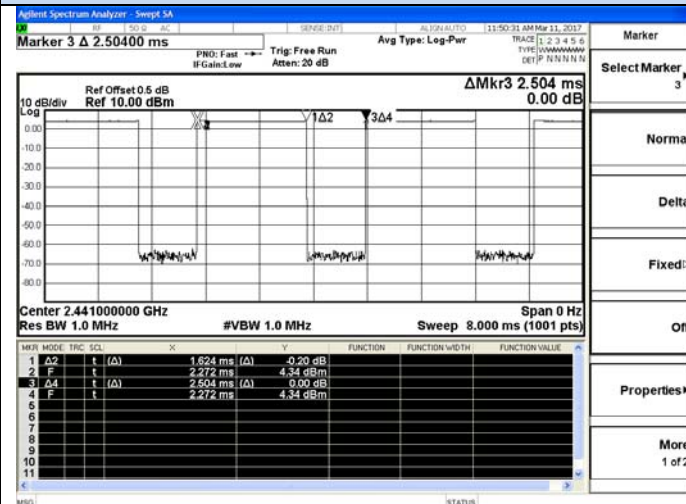 Agilent Spectrum Analyzer - Swept SA
RF 50 Ω AC SENSE:INT ALIGN AUTO 11:50:31 AM Mar 11, 2017
Marker 3 Δ 2.50400 ms
PNO: Fast
IFGain:Low
Trig: Free Run
Atten: 20 dB
Avg Type: Log-Pwr
TRACE 1 2 3 4 5 6
TYPE WWWWWW
DET P N N N N N
Ref Offset 0.5 dB
10 dB/div Ref 10.00 dBm
ΔMkr3 2.504 ms
0.00 dB
Log
0.00
-10.0
-20.0
-30.0
-40.0
-50.0
-60.0
-70.0
-80.0
1Δ2
3Δ4
Center 2.441000000 GHz Span 0 Hz
Res BW 1.0 MHz #VBW 1.0 MHz Sweep 8.000 ms (1001 pts)
MKR MODE TRC SCL X Y FUNCTION FUNCTION WIDTH FUNCTION VALUE
1 Δ2 t (Δ) 1.624 ms (Δ) -0.20 dB
2 F t 2.272 ms 4.34 dBm
3 Δ4 t (Δ) 2.504 ms (Δ) 0.00 dB
4 F t 2.272 ms 4.34 dBm
5
6
7
8
9
10
11
MSG STATUS
Marker
Select Marker
3
Norma
Delta
Fixed
Of
Properties
More
1 of 2